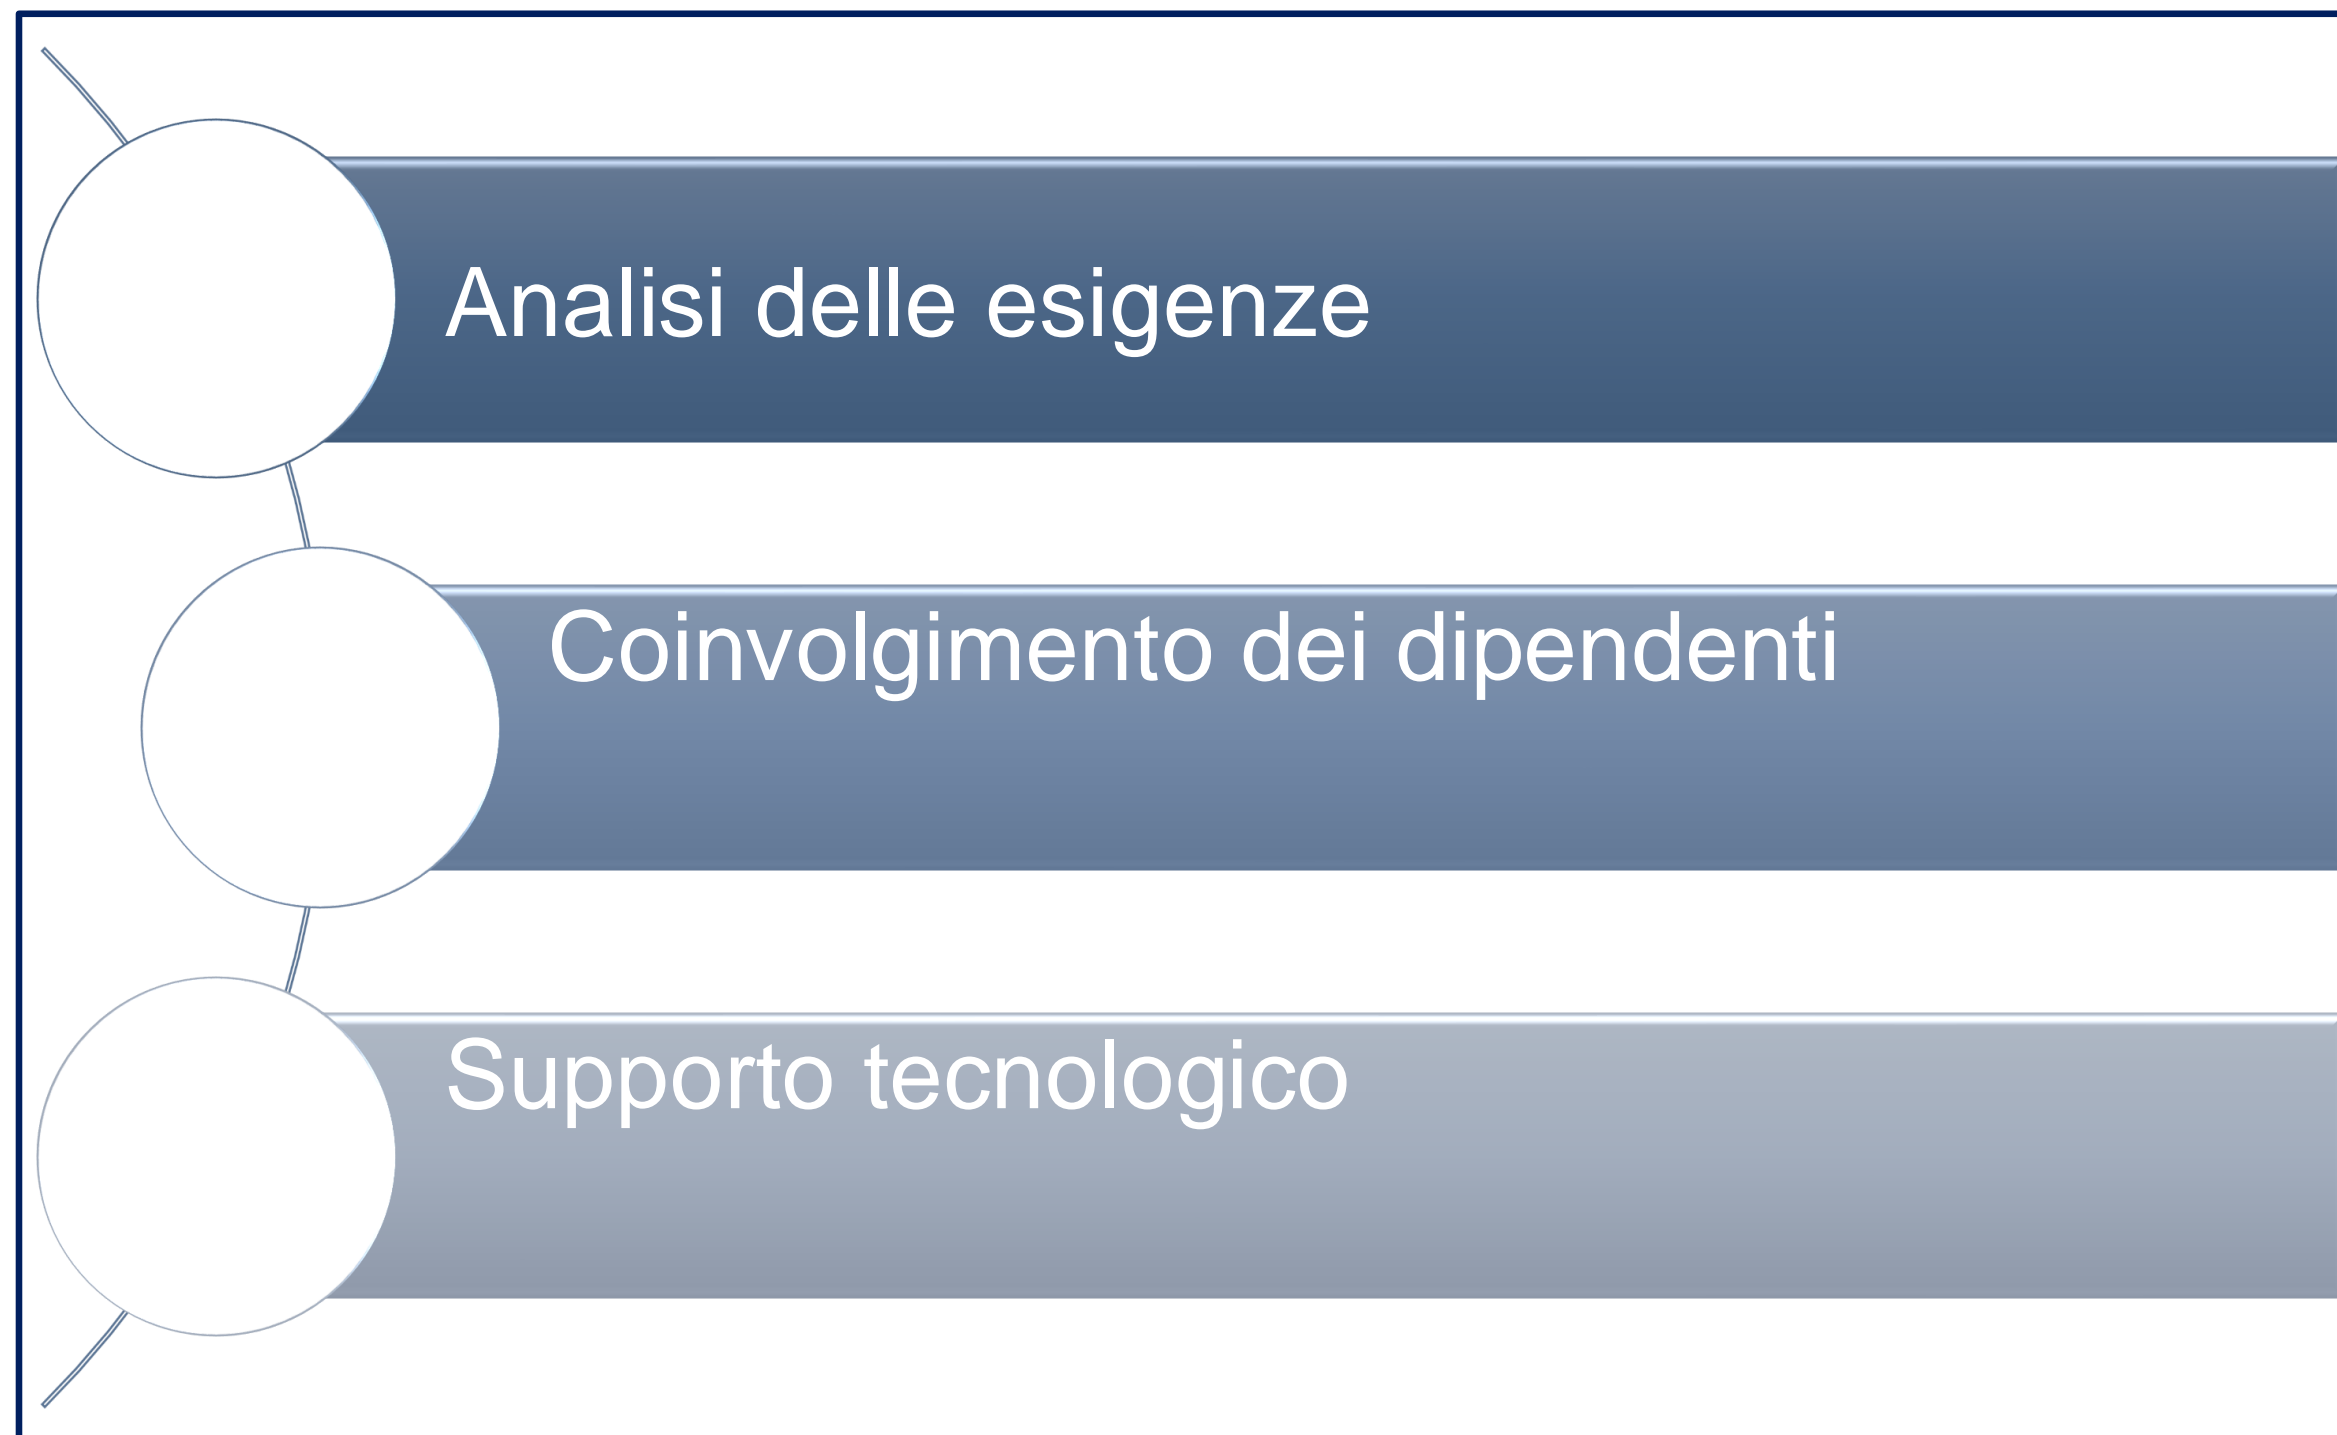 Analisi delle esigenze
Coinvolgimento dei dipendenti
Supporto tecnologico